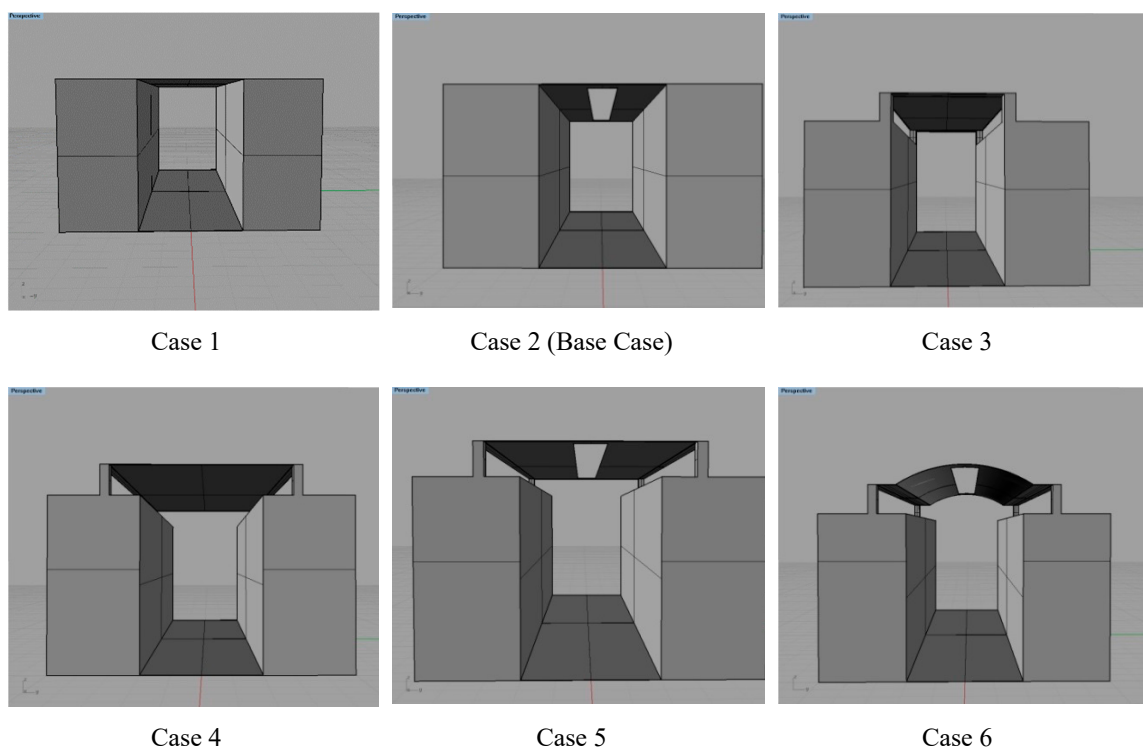 Perspective
Perspective
Perspective
Case 1
Case 2 (Base Case)
Case 3
Perspective
Perspective
Perspective
Case 4
Case 5
Case 6